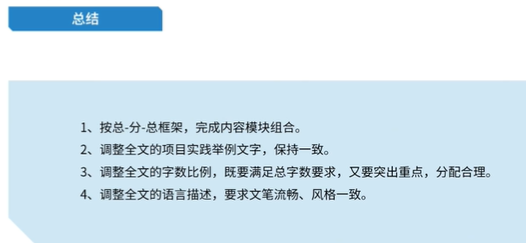 总结
1、按总-分-总框架，完成内容模块组合。
2、调整全文的项目实践举例文字，保持一致。
3、调整全文的字数比例，既要满足总字数要求，又要突出重点，分配合理。
4、调整全文的语言描述，要求文笔流畅、风格一致。